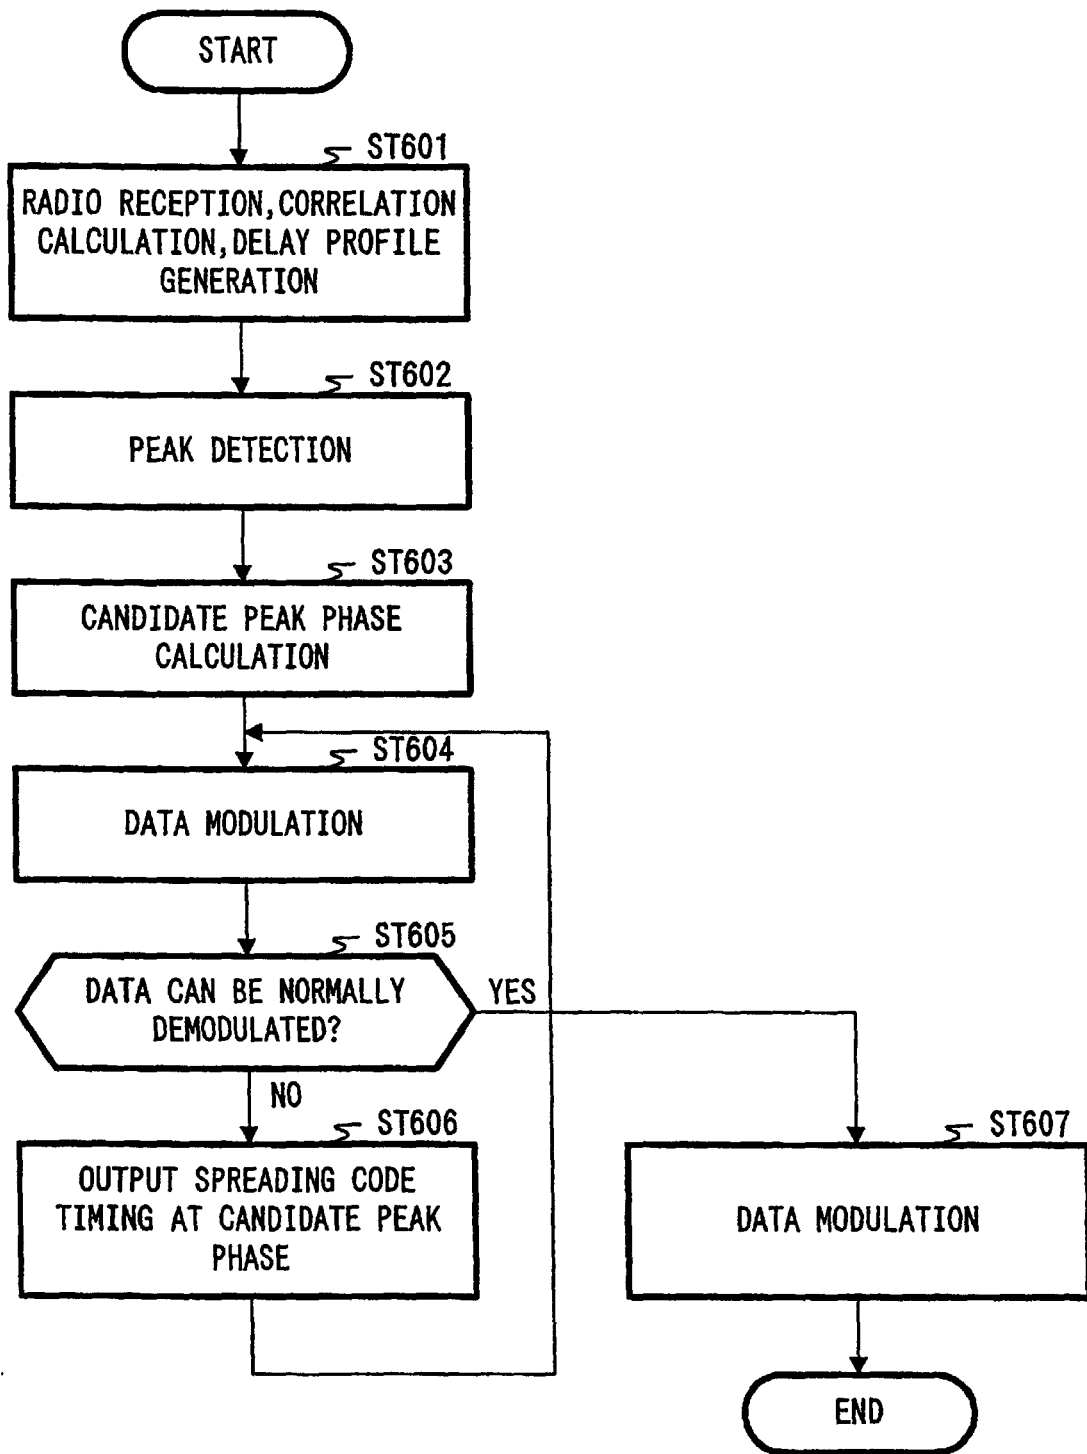 START
ST601
RADIO RECEPTION,CORRELATION
CALCULATION,DELAY PROFILE
GENERATION
ST602
PEAK DETECTION
ST603
CANDIDATE PEAK PHASE
CALCULATION
ST604
DATA MODULATION
ST605
DATA CAN BE NORMALLY
DEMODULATED?
YES
NO
ST606
OUTPUT SPREADING CODE
TIMING AT CANDIDATE PEAK
PHASE
ST607
DATA MODULATION
END